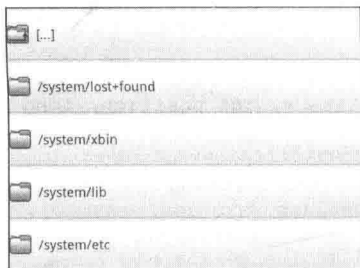 [...]
/system/lost+found
/system/xbin
/system/lib
/system/etc